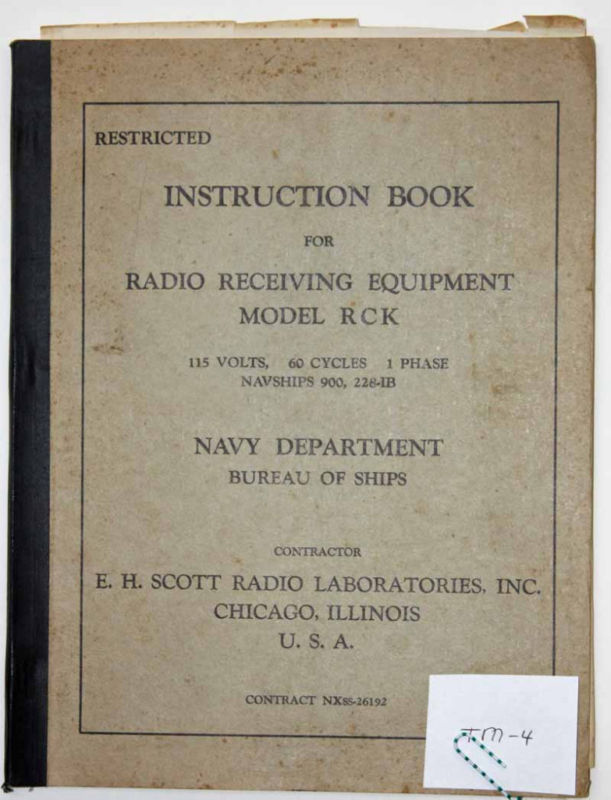 RESTRICTED
INSTRUCTION BOOK
FOR
RADIO RECEIVING EQUIPMENT
MODEL RCK
115 VOLTS, 60 CYCLES 1 PHASE
NAVSHIPS 900, 228-IB
NAVY DEPARTMENT
BUREAU OF SHIPS
CONTRACTOR
E. H. SCOTT RADIO LABORATORIES, INC.
CHICAGO, ILLINOIS
U. S. A.
CONTRACT NXss-26192
TM-4